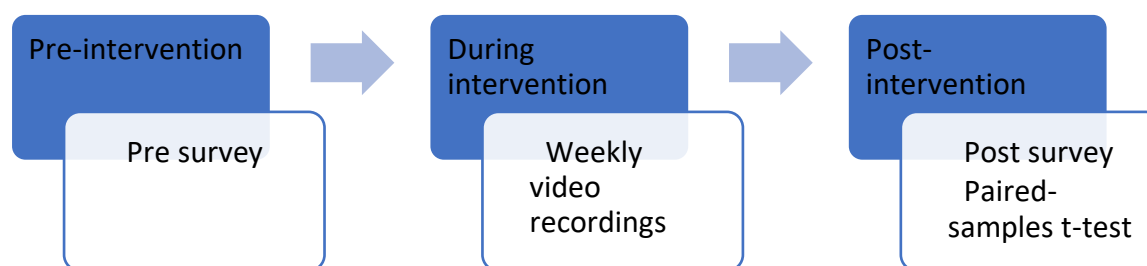 Pre-intervention
Pre survey
During
intervention
Weekly
video
recordings
Post-
intervention
Post survey
Paired-
samples t-test